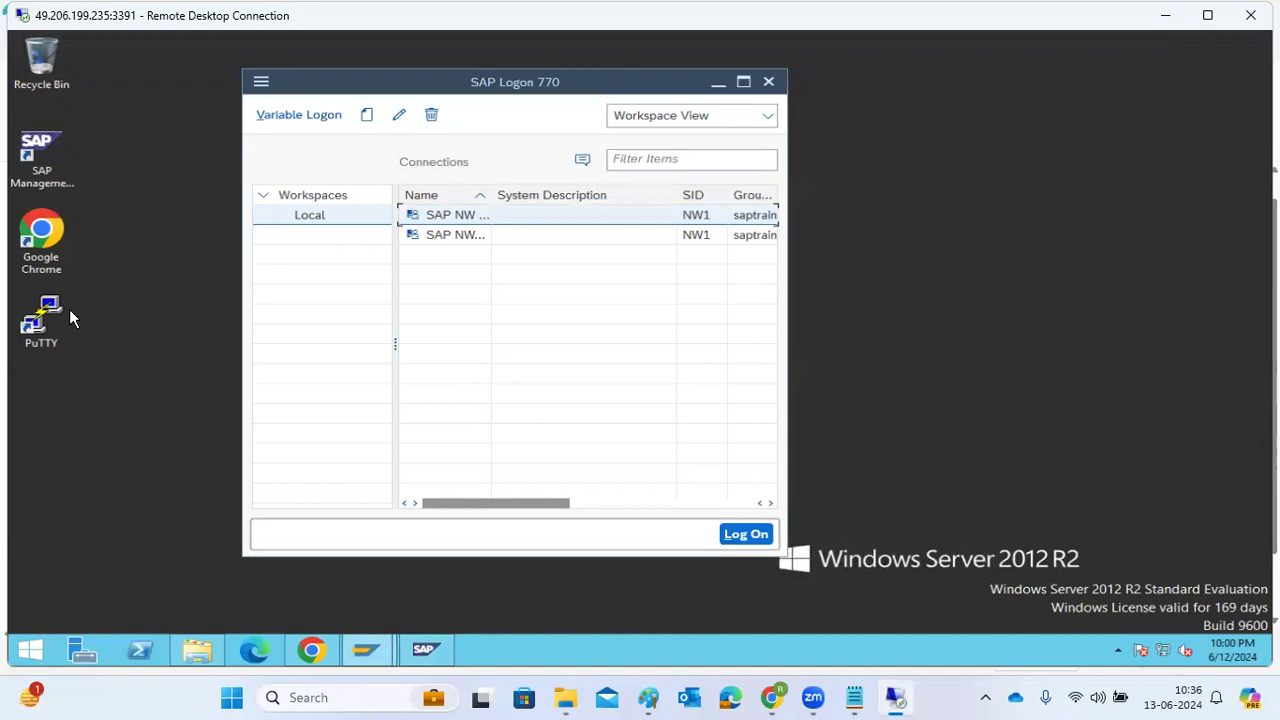 49.206.199.235:3391 - Remote Desktop Connection
Recycle Bin
SAP
SAP
Manageme...
Google
Chrome
PuTTY
SAP Logon 770
Variable Logon
Workspace View
Connections
Filter Items
Workspaces
Name
System Description
SID
Grou...
Local
SAP NW ...
NW1
saptrain
SAP NW...
NW1
saptrain
Log On
Windows Server 2012 R2
Windows Server 2012 R2 Standard Evaluation
Windows License valid for 169 days
Build 9600
SAP
10:00 PM
6/12/2024
1
Search
zm
R
10:36
13-06-2024
PRE